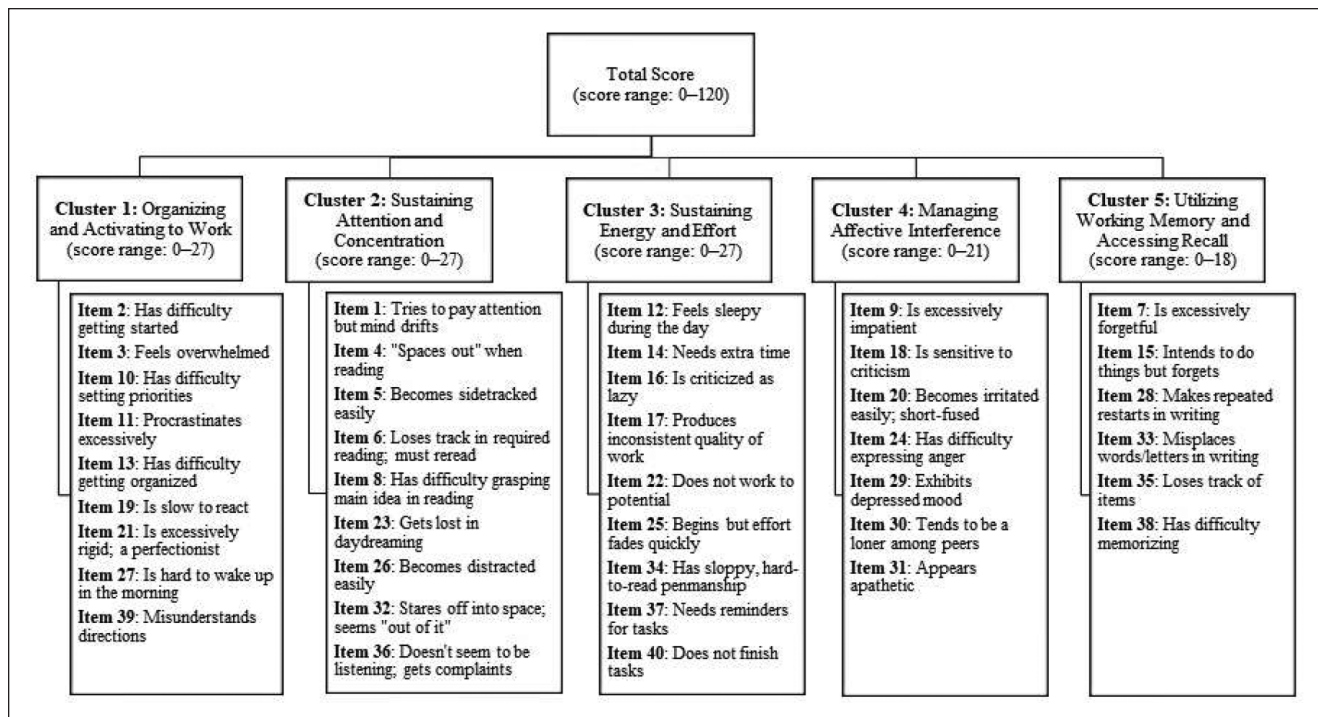 Total Score
(score range: 0–120)
Cluster 1: Organizing
and Activating to Work
(score range: 0–27)
Item 2: Has difficulty
getting started
Item 3: Feels overwhelmed
Item 10: Has difficulty
setting priorities
Item 11: Procrastinates
excessively
Item 13: Has difficulty
getting organized
Item 19: Is slow to react
Item 21: Is excessively
rigid; a perfectionist
Item 27: Is hard to wake up
in the morning
Item 39: Misunderstands
directions
Cluster 2: Sustaining
Attention and
Concentration
(score range: 0–27)
Item 1: Tries to pay attention
but mind drifts
Item 4: "Spaces out" when
reading
Item 5: Becomes sidetracked
easily
Item 6: Loses track in required
reading; must reread
Item 8: Has difficulty grasping
main idea in reading
Item 23: Gets lost in
daydreaming
Item 26: Becomes distracted
easily
Item 32: Stares off into space;
seems "out of it"
Item 36: Doesn't seem to be
listening; gets complaints
Cluster 3: Sustaining
Energy and Effort
(score range: 0–27)
Item 12: Feels sleepy
during the day
Item 14: Needs extra time
Item 16: Is criticized as
lazy
Item 17: Produces
inconsistent quality of
work
Item 22: Does not work to
potential
Item 25: Begins but effort
fades quickly
Item 34: Has sloppy, hard-
to-read penmanship
Item 37: Needs reminders
for tasks
Item 40: Does not finish
tasks
Cluster 4: Managing
Affective Interference
(score range: 0–21)
Item 9: Is excessively
impatient
Item 18: Is sensitive to
criticism
Item 20: Becomes irritated
easily; short-fused
Item 24: Has difficulty
expressing anger
Item 29: Exhibits
depressed mood
Item 30: Tends to be a
loner among peers
Item 31: Appears
apathetic
Cluster 5: Utilizing
Working Memory and
Accessing Recall
(score range: 0–18)
Item 7: Is excessively
forgetful
Item 15: Intends to do
things but forgets
Item 28: Makes repeated
restarts in writing
Item 33: Misplaces
words/letters in writing
Item 35: Loses track of
items
Item 38: Has difficulty
memorizing